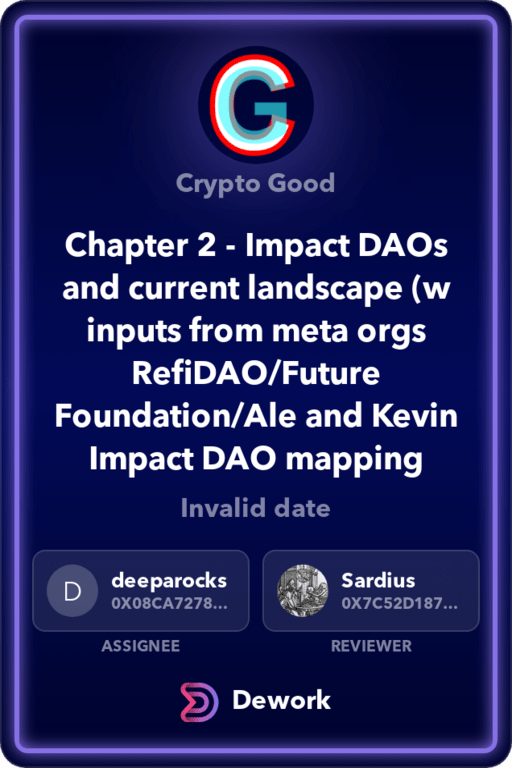 G
Crypto Good
Chapter 2 - Impact DAOs
and current landscape (w
inputs from meta orgs
RefiDAO/Future
Foundation/Ale and Kevin
Impact DAO mapping
Invalid date
D
deeparocks
0X08CA7278...
ASSIGNEE
Sardius
0X7C52D187...
REVIEWER
Dework